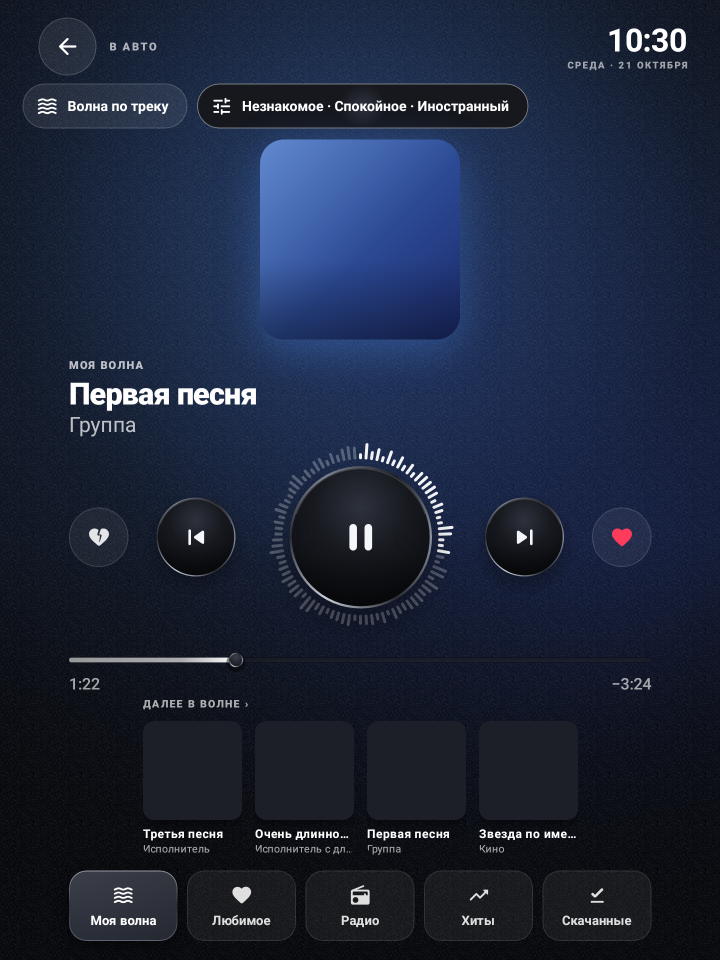 В АВТО
10:30
СРЕДА · 21 ОКТЯБРЯ
Волна по треку
Незнакомое · Спокойное · Иностранный
МОЯ ВОЛНА
Первая песня
Группа
1:22
−3:24
ДАЛЕЕ В ВОЛНЕ ›
Третья песня
Очень длинно…
Первая песня
Звезда по име…
Исполнитель
Исполнитель с дл…
Группа
Кино
Моя волна
Любимое
Радио
Хиты
Скачанные